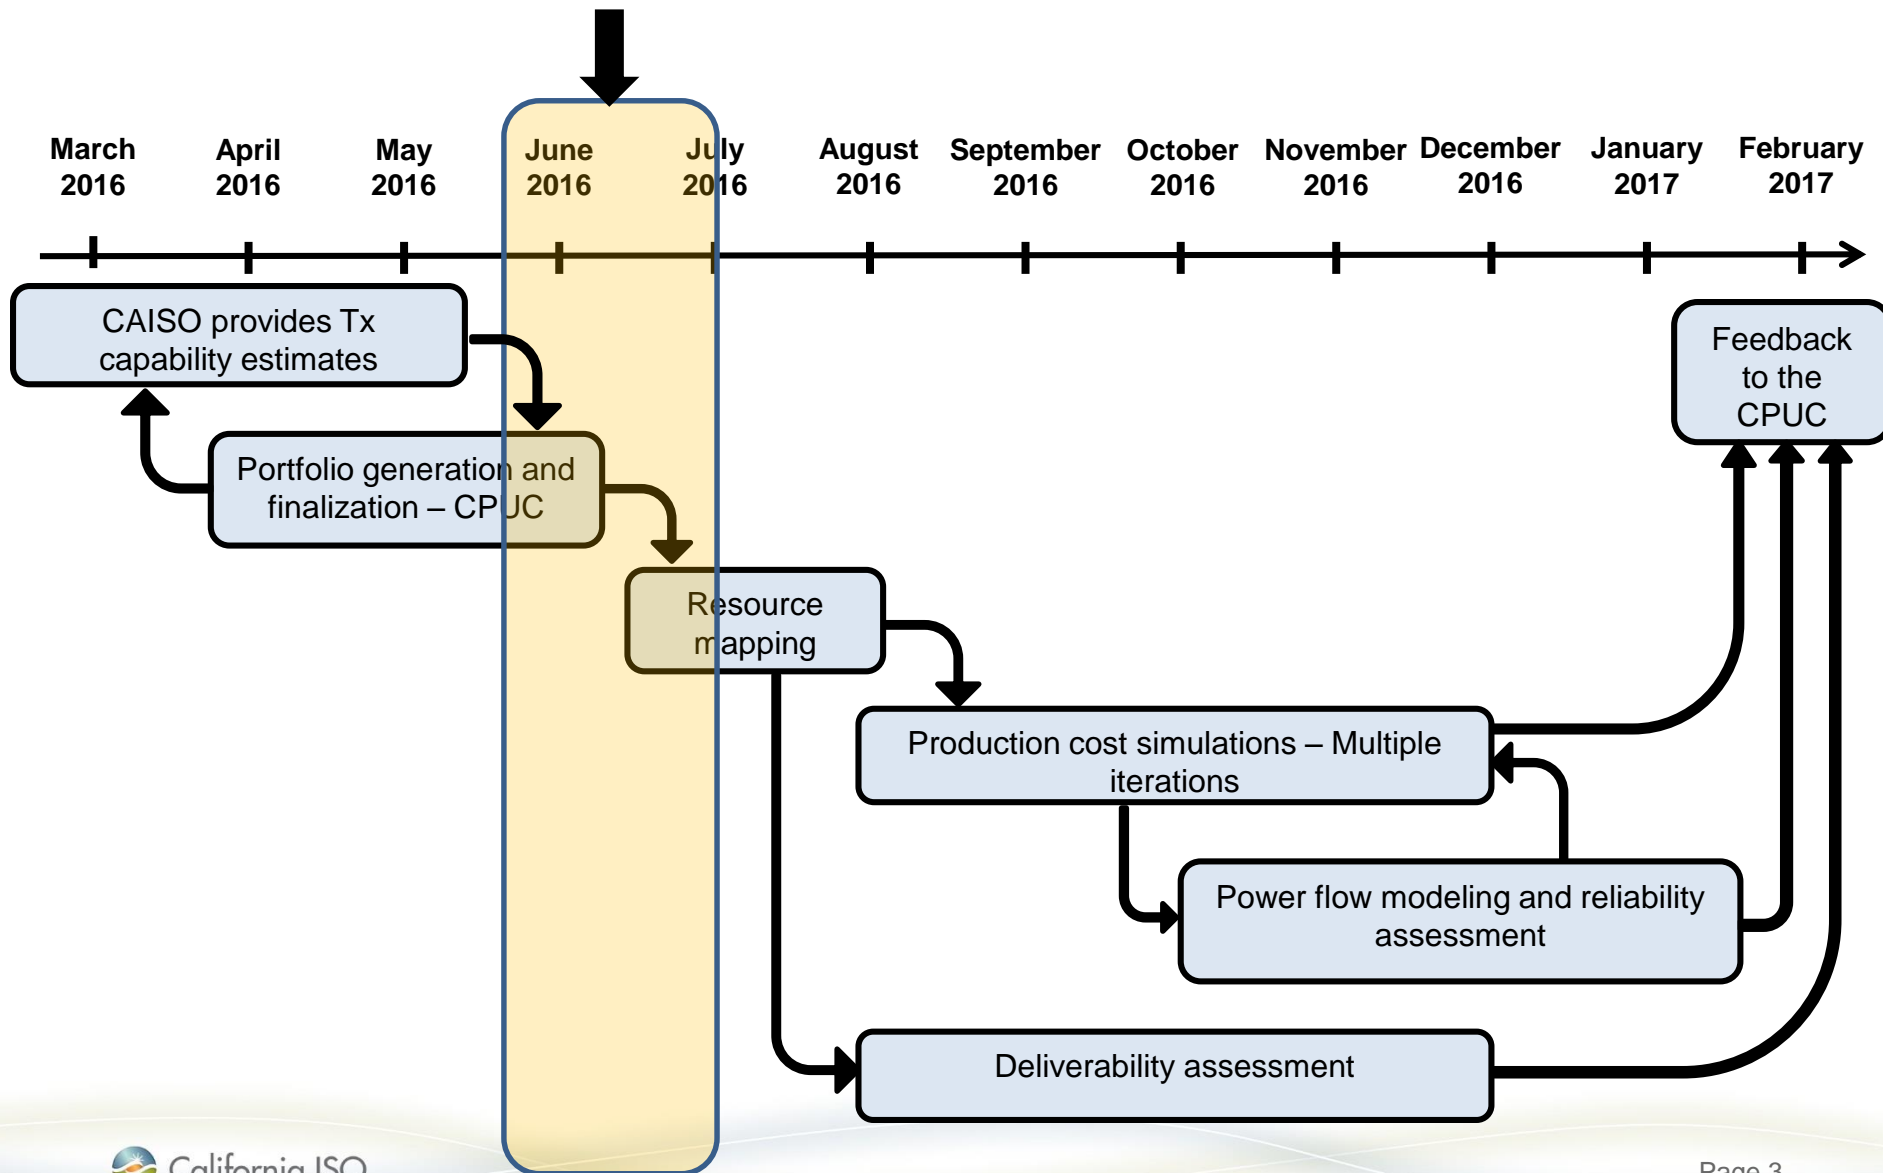 March
2016
April
2016
May
2016
June
2016
July
2016
August
2016
September
2016
October
2016
November
2016
December
2016
January
2017
February
2017
CAISO provides Tx
capability estimates
Feedback
to the
CPUC
Portfolio generation and
finalization – CPUC
Resource
mapping
Production cost simulations – Multiple
iterations
Power flow modeling and reliability
assessment
Deliverability assessment
California ISO
Page 3